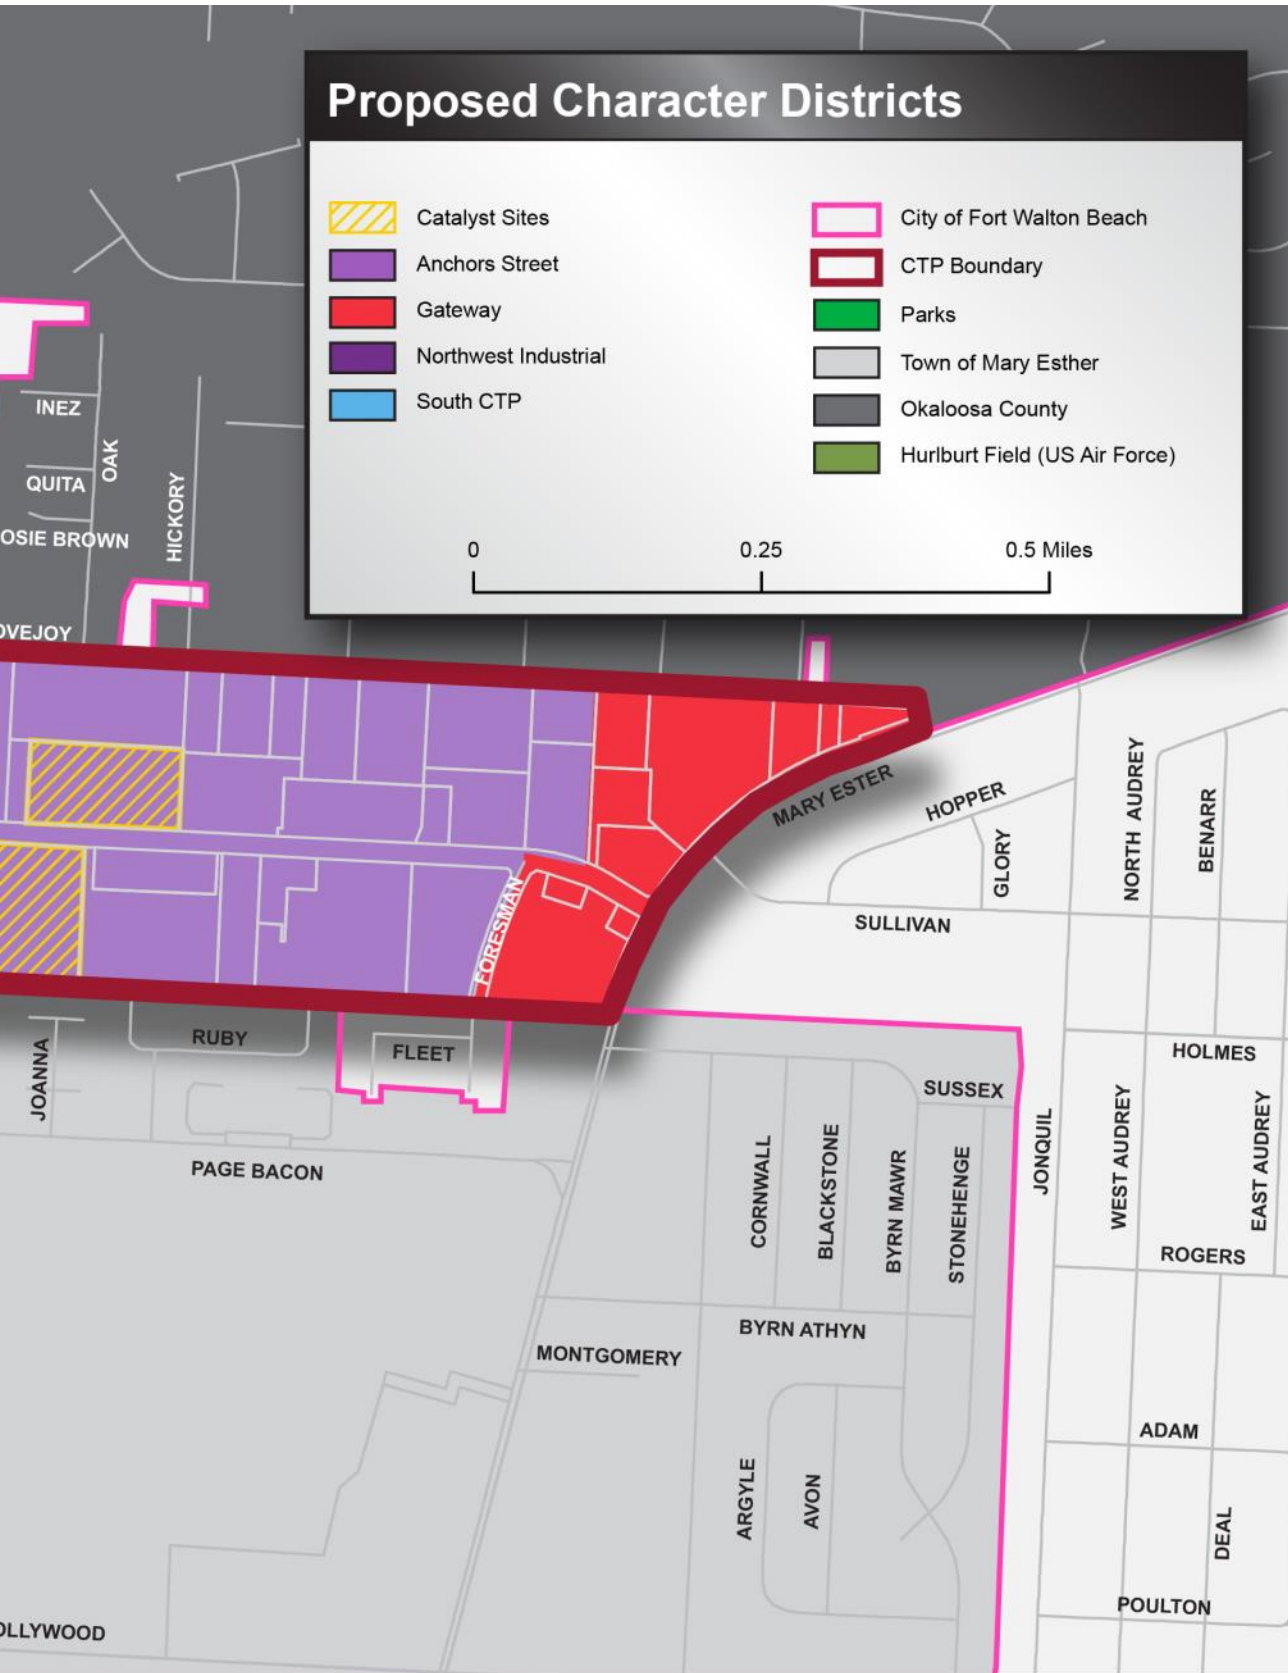 Proposed Character Districts
Catalyst Sites
Anchors Street
Gateway
Northwest Industrial
South CTP
City of Fort Walton Beach
CTP Boundary
Parks
Town of Mary Esther
Okaloosa County
Hurlburt Field (US Air Force)
0 0.25 0.5 Miles
INEZ
OAK
QUITA
HICKORY
OSIE BROWN
OVEJOY
MARY ESTER
HOPPER
GLORY
NORTH AUDREY
BENARR
SULLIVAN
FORESMAN
RUBY
FLEET
JOANNA
PAGE BACON
SUSSEX
HOLMES
CORNWALL
BLACKSTONE
BYRN MAWR
STONEHENGE
JONQUIL
WEST AUDREY
EAST AUDREY
ROGERS
BYRN ATHYN
MONTGOMERY
ARGYLE
AVON
ADAM
DEAL
POULTON
OLLYWOOD